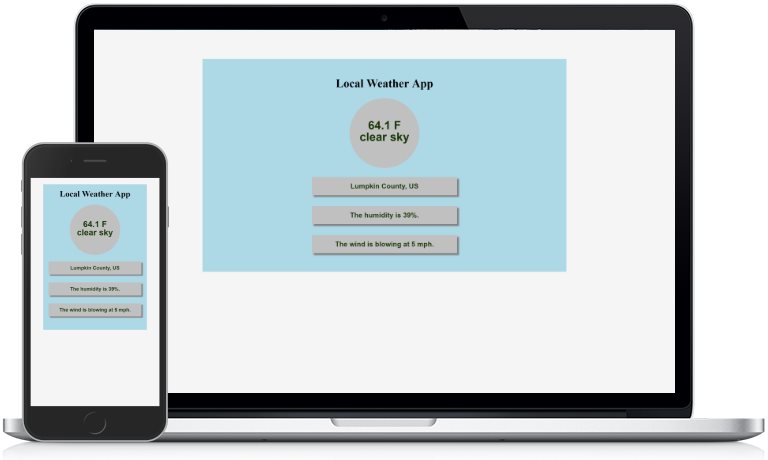 Local Weather App
64.1 F
clear sky
Lumpkin County, US
The humidity is 39%.
The wind is blowing at 5 mph.
Local Weather App
64.1 F
clear sky
Lumpkin County, US
The humidity is 39%.
The wind is blowing at 5 mph.